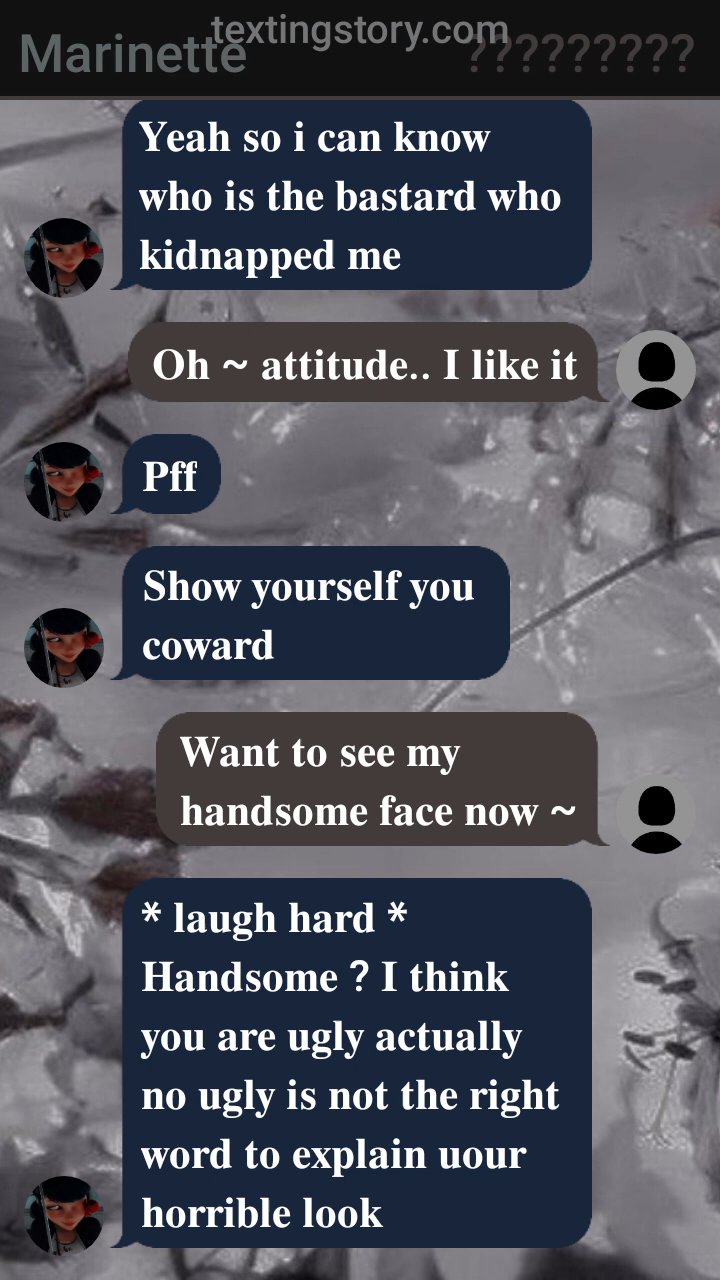 textingstory.com
Marinette
?????????
Yeah so i can know
who is the bastard who
kidnapped me
Oh ~ attitude.. I like it
Pff
Show yourself you
coward
Want to see my
handsome face now ~
* laugh hard *
Handsome ? I think
you are ugly actually
no ugly is not the right
word to explain uour
horrible look